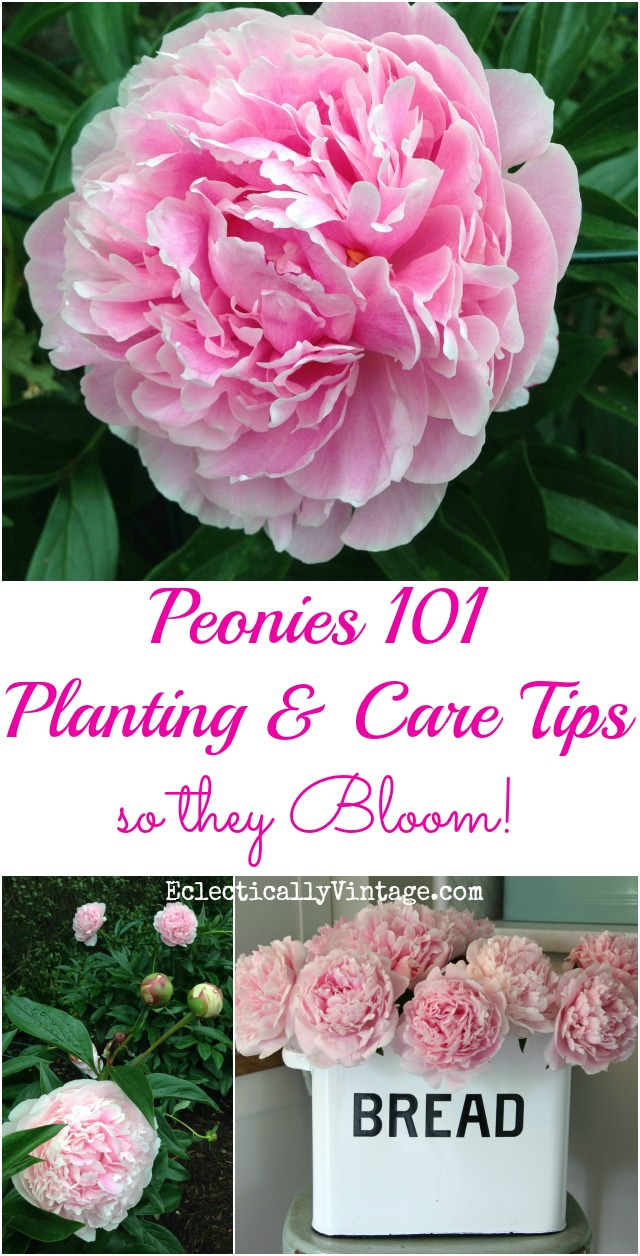 Peonies 101
Planting & Care Tips
so they Bloom!
EclecticallyVintage.com
BREAD